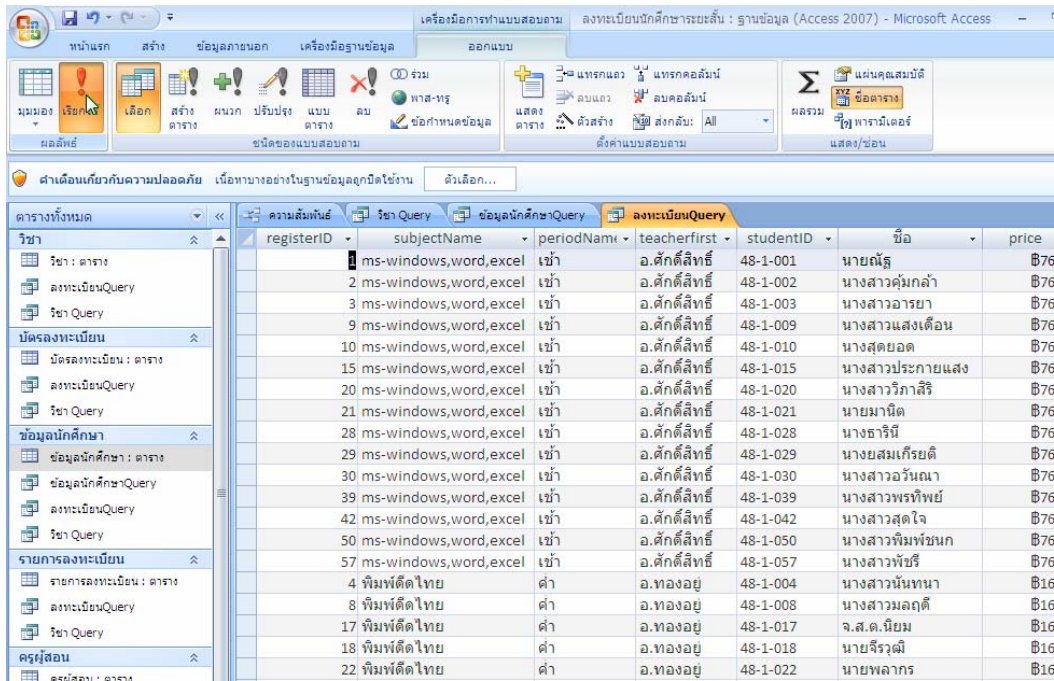 เครื่องมือการทำแบบสอบถาม ลงทะเบียนนักศึกษาระยะสั้น : ฐานข้อมูล (Access 2007) - Microsoft Access
หน้าแรก สร้าง ข้อมูลภายนอก เครื่องมือฐานข้อมูล ออกแบบ
มุมมอง เรียกใช้ เลือก สร้างตาราง ผนวก ปรับปรุง แบบตาราง ลบ
ร่วม
พาส-ทรู
ข้อกำหนดข้อมูล
แสดงตาราง
แทรกแถว แทรกคอลัมน์
ลบแถว ลบคอลัมน์
ตัวสร้าง ส่งกลับ: All
ผลรวม
แผ่นคุณสมบัติ
ชื่อตาราง
พารามิเตอร์
ผลลัพธ์ ชนิดของแบบสอบถาม ตั้งค่าแบบสอบถาม แสดง/ซ่อน
คำเตือนเกี่ยวกับความปลอดภัย เนื้อหาบางอย่างในฐานข้อมูลถูกปิดใช้งาน ตัวเลือก...
ตารางทั้งหมด
วิชา
วิชา : ตาราง
ลงทะเบียนQuery
วิชา Query
บัตรลงทะเบียน
บัตรลงทะเบียน : ตาราง
ลงทะเบียนQuery
วิชา Query
ข้อมูลนักศึกษา
ข้อมูลนักศึกษา : ตาราง
ข้อมูลนักศึกษาQuery
ลงทะเบียนQuery
วิชา Query
รายการลงทะเบียน
รายการลงทะเบียน : ตาราง
ลงทะเบียนQuery
วิชา Query
ครูผู้สอน
ครูผู้สอน : ตาราง
ความสัมพันธ์ วิชา Query ข้อมูลนักศึกษาQuery ลงทะเบียนQuery
registerID subjectName periodName teacherfirst studentID ชื่อ price
1 ms-windows,word,excel เช้า อ.ศักดิ์สิทธิ์ 48-1-001 นายณัฐ ฿76
2 ms-windows,word,excel เช้า อ.ศักดิ์สิทธิ์ 48-1-002 นางสาวคุ้มกล้า ฿76
3 ms-windows,word,excel เช้า อ.ศักดิ์สิทธิ์ 48-1-003 นางสาวอารยา ฿76
9 ms-windows,word,excel เช้า อ.ศักดิ์สิทธิ์ 48-1-009 นางสาวแสงเดือน ฿76
10 ms-windows,word,excel เช้า อ.ศักดิ์สิทธิ์ 48-1-010 นางสุดยอด ฿76
15 ms-windows,word,excel เช้า อ.ศักดิ์สิทธิ์ 48-1-015 นางสาวประกายแสง ฿76
20 ms-windows,word,excel เช้า อ.ศักดิ์สิทธิ์ 48-1-020 นางสาววิภาสิริ ฿76
21 ms-windows,word,excel เช้า อ.ศักดิ์สิทธิ์ 48-1-021 นายมานิต ฿76
28 ms-windows,word,excel เช้า อ.ศักดิ์สิทธิ์ 48-1-028 นางธารินี ฿76
29 ms-windows,word,excel เช้า อ.ศักดิ์สิทธิ์ 48-1-029 นางยสมเกียรยติ ฿76
30 ms-windows,word,excel เช้า อ.ศักดิ์สิทธิ์ 48-1-030 นางสาวอวันณา ฿76
39 ms-windows,word,excel เช้า อ.ศักดิ์สิทธิ์ 48-1-039 นางสาวพรทิพย์ ฿76
42 ms-windows,word,excel เช้า อ.ศักดิ์สิทธิ์ 48-1-042 นางสาวสุดใจ ฿76
50 ms-windows,word,excel เช้า อ.ศักดิ์สิทธิ์ 48-1-050 นางสาวพิมพ์ชนก ฿76
57 ms-windows,word,excel เช้า อ.ศักดิ์สิทธิ์ 48-1-057 นางสาวพัชรี ฿76
4 พิมพ์ดีดไทย ค่ำ อ.ทองอยู่ 48-1-004 นางสาวนันทนา ฿16
8 พิมพ์ดีดไทย ค่ำ อ.ทองอยู่ 48-1-008 นางสาวมลฤดี ฿16
17 พิมพ์ดีดไทย ค่ำ อ.ทองอยู่ 48-1-017 จ.ส.ต.นิยม ฿16
18 พิมพ์ดีดไทย ค่ำ อ.ทองอยู่ 48-1-018 นายจีรวุฒิ ฿16
22 พิมพ์ดีดไทย ค่ำ อ.ทองอยู่ 48-1-022 นายพลากร ฿16